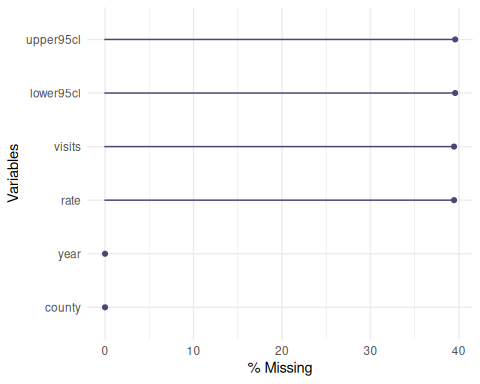 upper95cl
lower95cl
visits
rate
year
county
Variables
0
10
20
30
40
% Missing